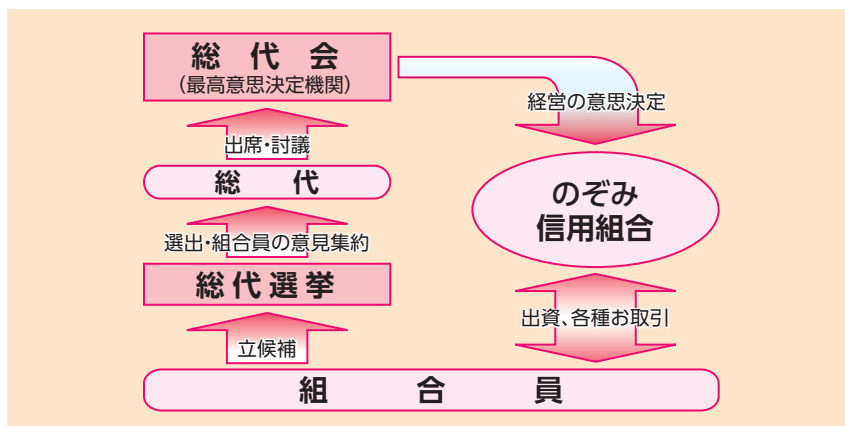 総代会
（最高意思決定機関）
経営の意思決定
出席・討議
総代
のぞみ
信用組合
選出・組合員の意見集約
総代選挙
出資、各種お取引
立候補
組合員